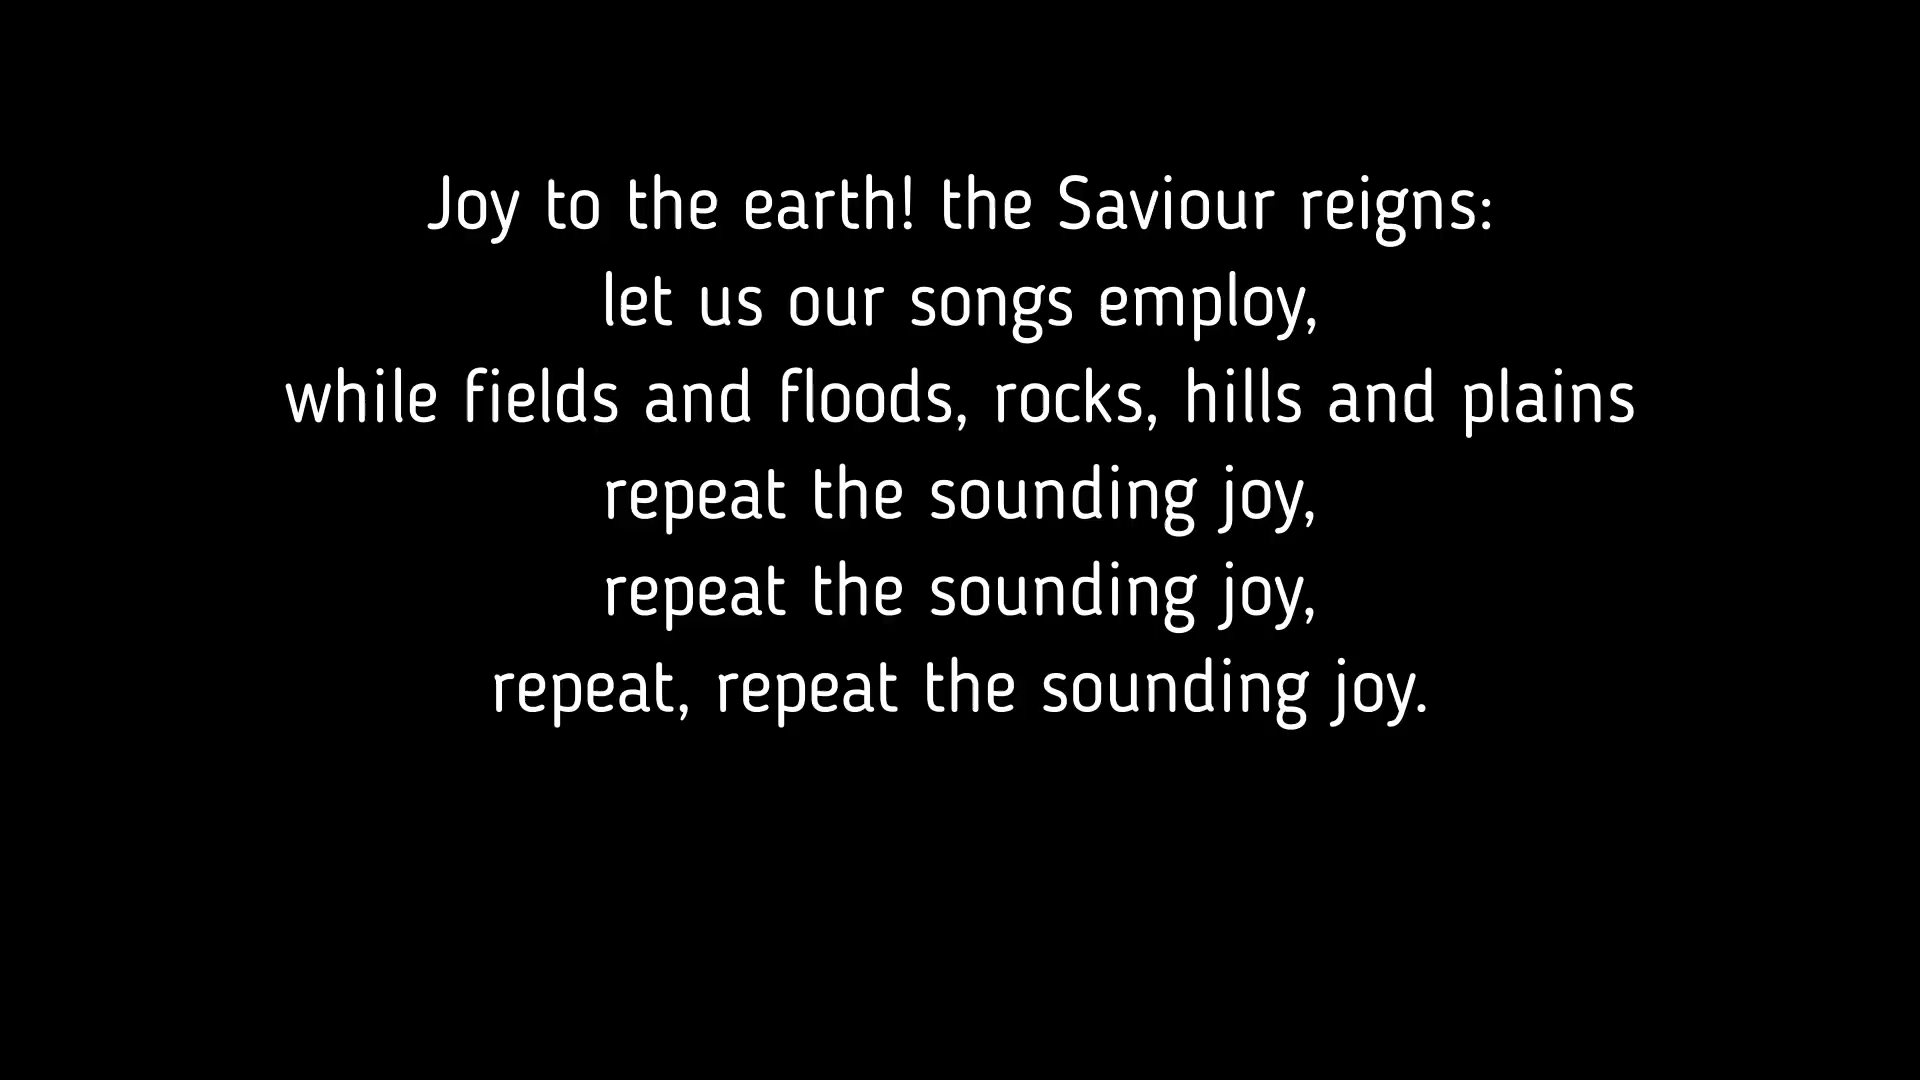 Joy to the earth! the Saviour reigns:
let us our songs employ,
while fields and floods, rocks, hills and plains
repeat the sounding joy,
repeat the sounding joy,
repeat, repeat the sounding joy.